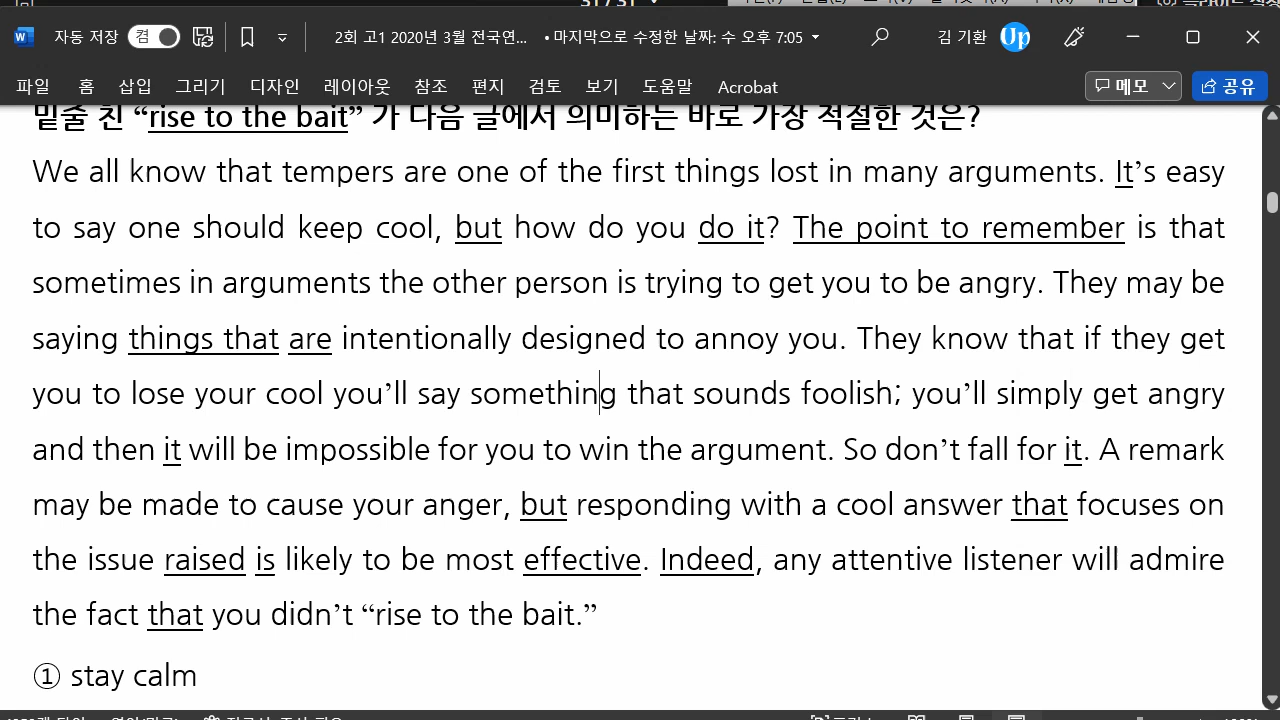 31 / 31
자동 저장 켬 2회 고1 2020년 3월 전국연... • 마지막으로 수정한 날짜: 수 오후 7:05 김 기환 Up
파일 홈 삽입 그리기 디자인 레이아웃 참조 편지 검토 보기 도움말 Acrobat 메모 공유
밑줄 친 “rise to the bait” 가 다음 글에서 의미하는 바로 가장 적절한 것은?
We all know that tempers are one of the first things lost in many arguments. It’s easy
to say one should keep cool, but how do you do it? The point to remember is that
sometimes in arguments the other person is trying to get you to be angry. They may be
saying things that are intentionally designed to annoy you. They know that if they get
you to lose your cool you’ll say something that sounds foolish; you’ll simply get angry
and then it will be impossible for you to win the argument. So don’t fall for it. A remark
may be made to cause your anger, but responding with a cool answer that focuses on
the issue raised is likely to be most effective. Indeed, any attentive listener will admire
the fact that you didn’t “rise to the bait.”
① stay calm